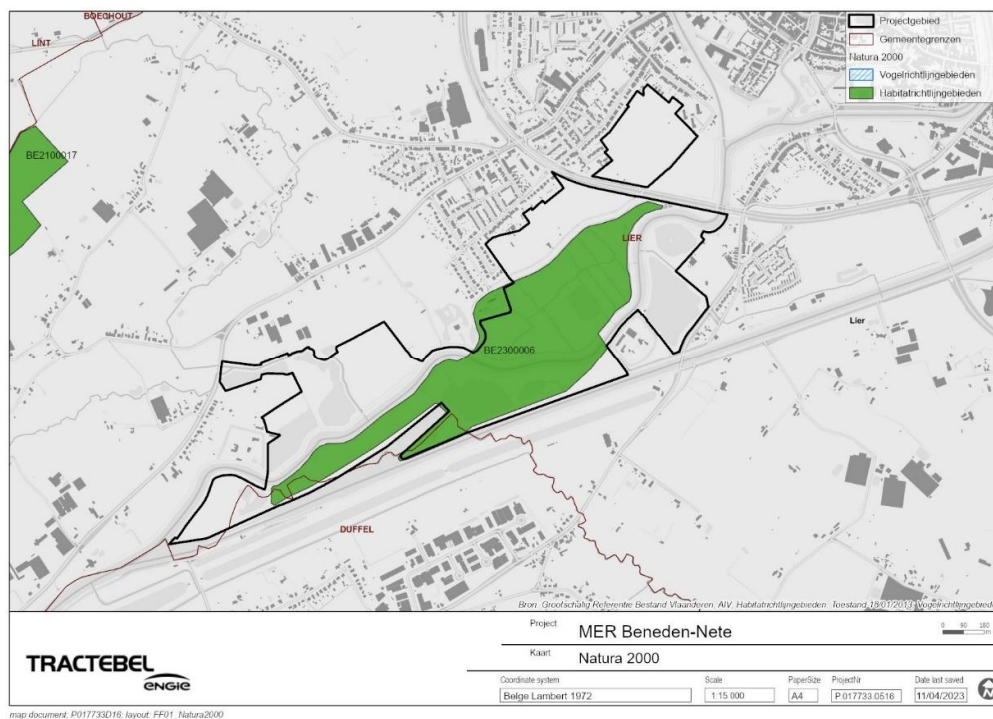 BOECHOUT
LINT
Projectgebied
Gemeentegrenzen
Natura 2000
Vogelrichtlijngebieden
Habitatrichtlijngebieden
BE2100017
LIER
Lier
BE2300006
DUFFEL
Bron: Grootschalig Referentie Bestand Vlaanderen, AIV, Habitatrichtlijngebieden, Toestand 18/01/2013, Vogelrichtlijngebiede
Project
MER Beneden-Nete
0 90 180
m
Kaart
Natura 2000
TRACTEBEL
ENGIE
Coordinate system
Scale
PaperSize
ProjectNr
Date last saved
Belge Lambert 1972
1:15 000
A4
P.017733.0516
11/04/2023
N
map document: P017733D16; layout: FF01_Natura2000